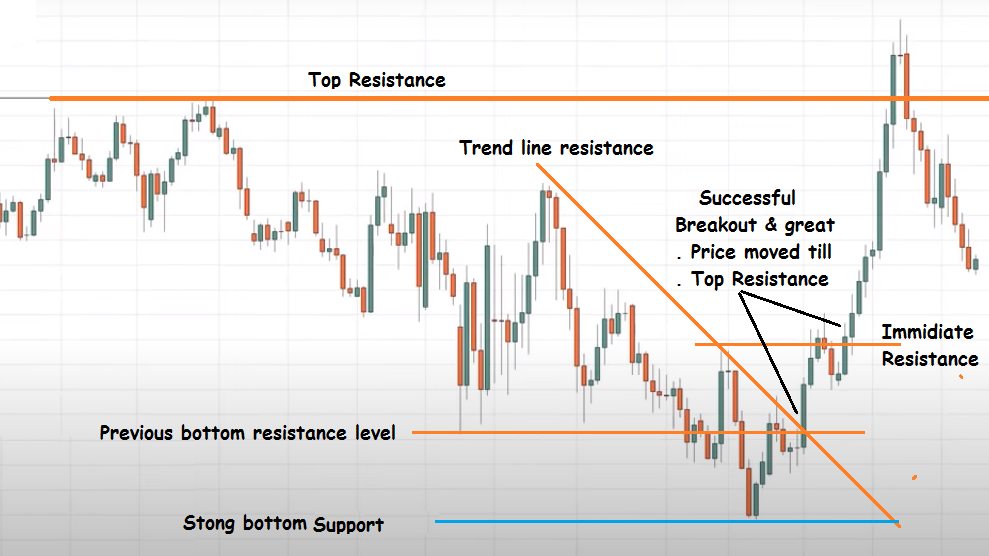 Top Resistance
Trend line resistance
Successful
Breakout & great
. Price moved till
. Top Resistance
Immidiate
Resistance
Previous bottom resistance level
Stong bottom Support